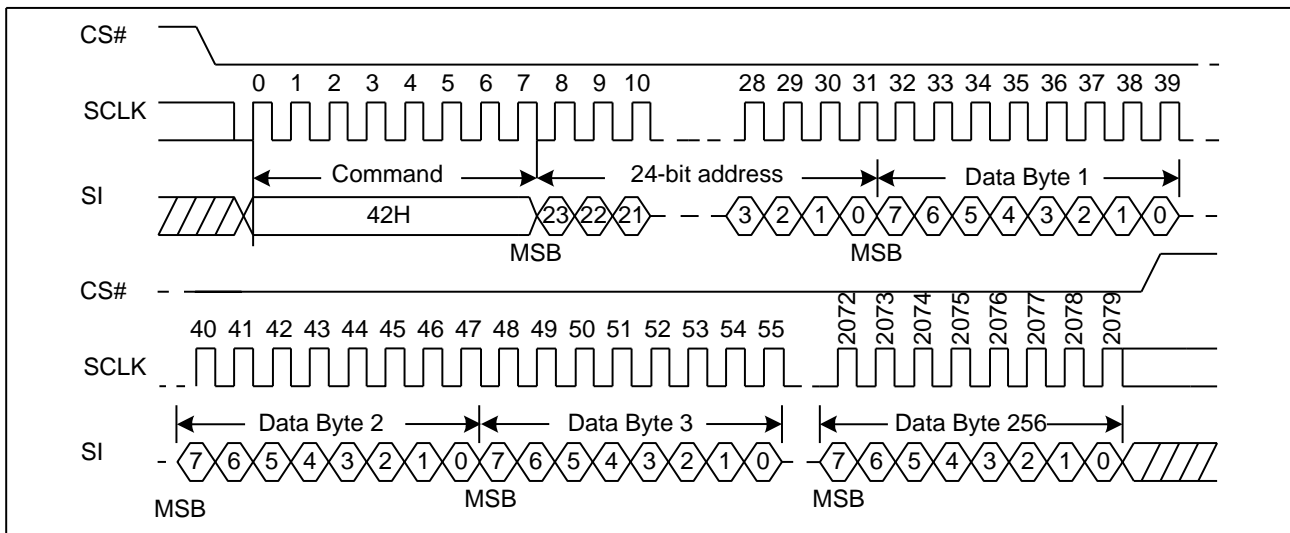 CS#
0 1 2 3 4 5 6 7 8 9 10 28 29 30 31 32 33 34 35 36 37 38 39
SCLK
Command 24-bit address Data Byte 1
SI
42H 23 22 21 3 2 1 0 7 6 5 4 3 2 1 0
MSB MSB
CS#
40 41 42 43 44 45 46 47 48 49 50 51 52 53 54 55 2072 2073 2074 2075 2076 2077 2078 2079
SCLK
Data Byte 2 Data Byte 3 Data Byte 256
SI
7 6 5 4 3 2 1 0 7 6 5 4 3 2 1 0 7 6 5 4 3 2 1 0
MSB MSB MSB